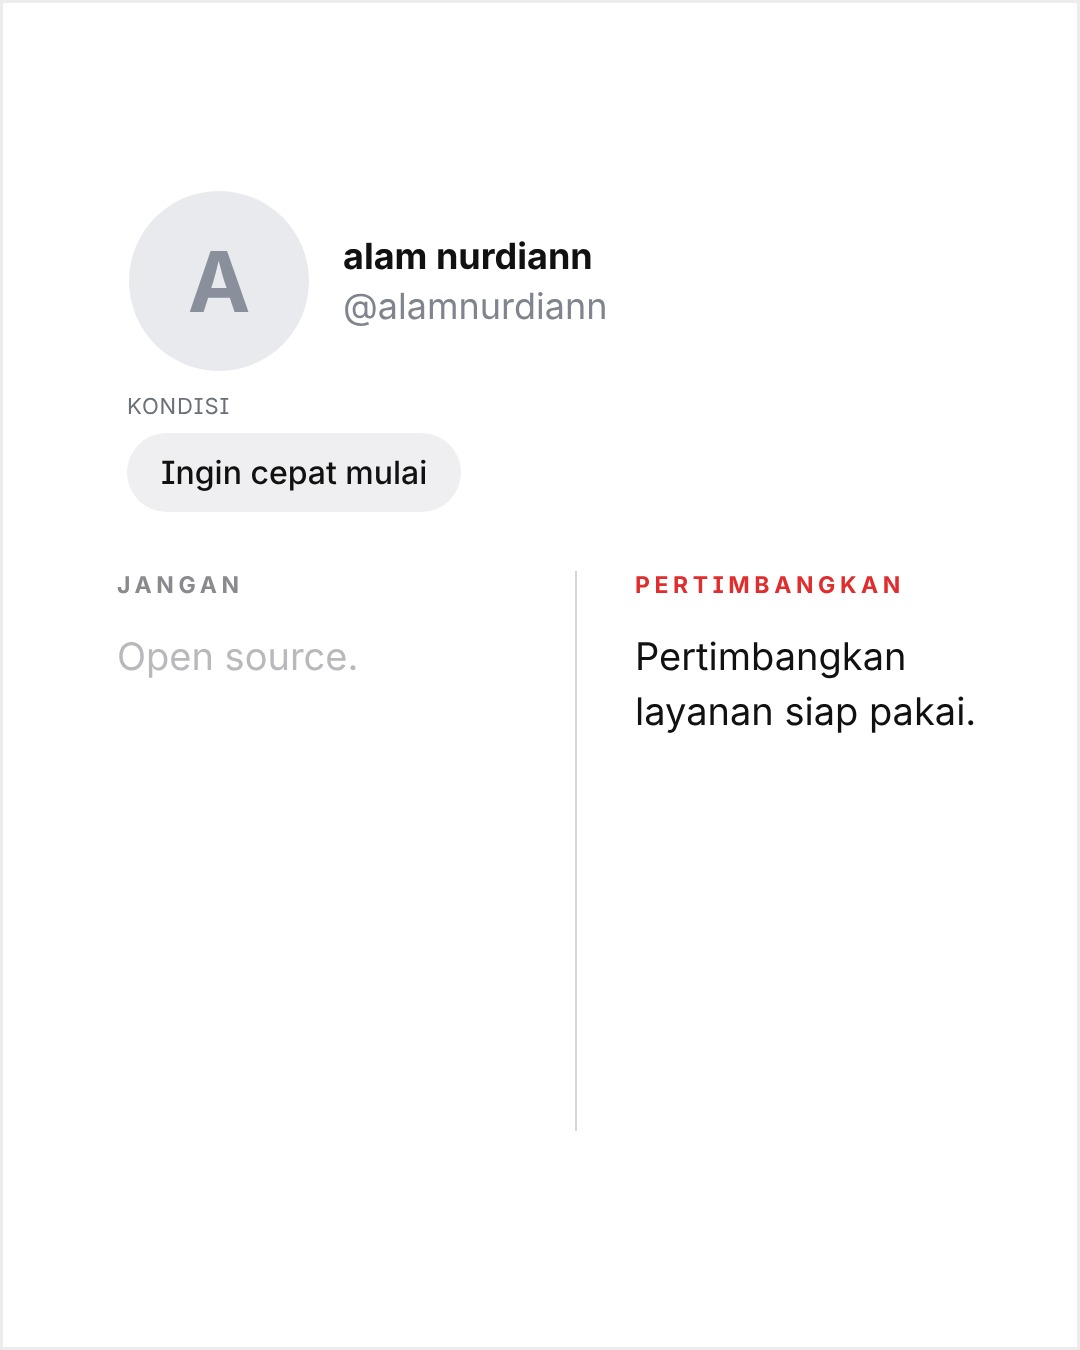 A
alam nurdiann
@alamnurdiann
KONDISI
Ingin cepat mulai
JANGAN
Open source.
PERTIMBANGKAN
Pertimbangkan
layanan siap pakai.